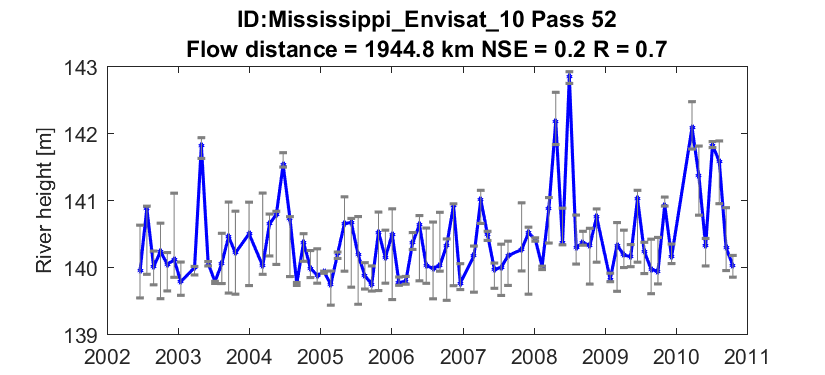 ID:Mississippi_Envisat_10 Pass 52
Flow distance = 1944.8 km NSE = 0.2 R = 0.7
River height [m]
143
142
141
140
139
2002 2003 2004 2005 2006 2007 2008 2009 2010 2011